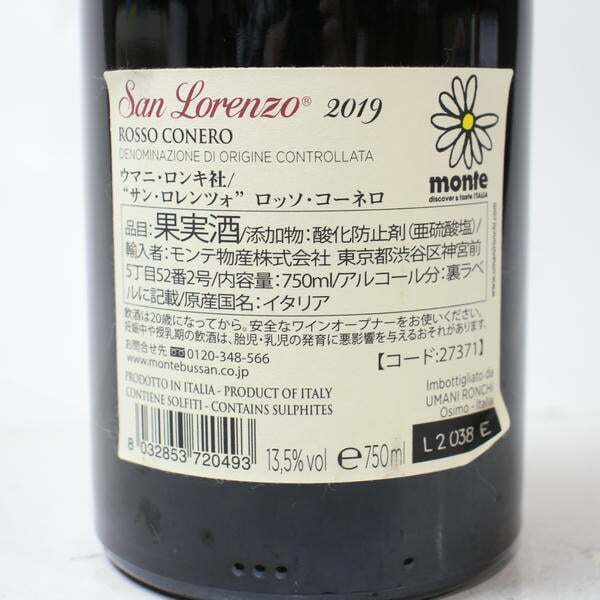 San Lorenzo® 2019
ROSSO CONERO
DENOMINAZIONE DI ORIGINE CONTROLLATA
monte
discover & taste ITALIA
ウマニ・ロンキ社/
“サン・ロレンツォ” ロッソ・コーネロ
品目:果実酒/添加物:酸化防止剤(亜硫酸塩)/
輸入者:モンテ物産株式会社 東京都渋谷区神宮前
5丁目52番2号/内容量:750ml/アルコール分:裏ラベ
ルに記載/原産国名:イタリア
飲酒は20歳になってから。安全なワインオープナーをお使いください。
妊娠中や授乳期の飲酒は、胎児・乳児の発育に悪影響を与えるおそれがあります。
お問合せ先 0120-348-566
www.montebussan.co.jp
【コード:27371】
PRODOTTO IN ITALIA - PRODUCT OF ITALY
CONTIENE SOLFITI - CONTAINS SULPHITES
Imbottigliato da
UMANI RONCHI
Osimo - Italia
L2038E
8 032853 720493
13,5% vol ℮750ml